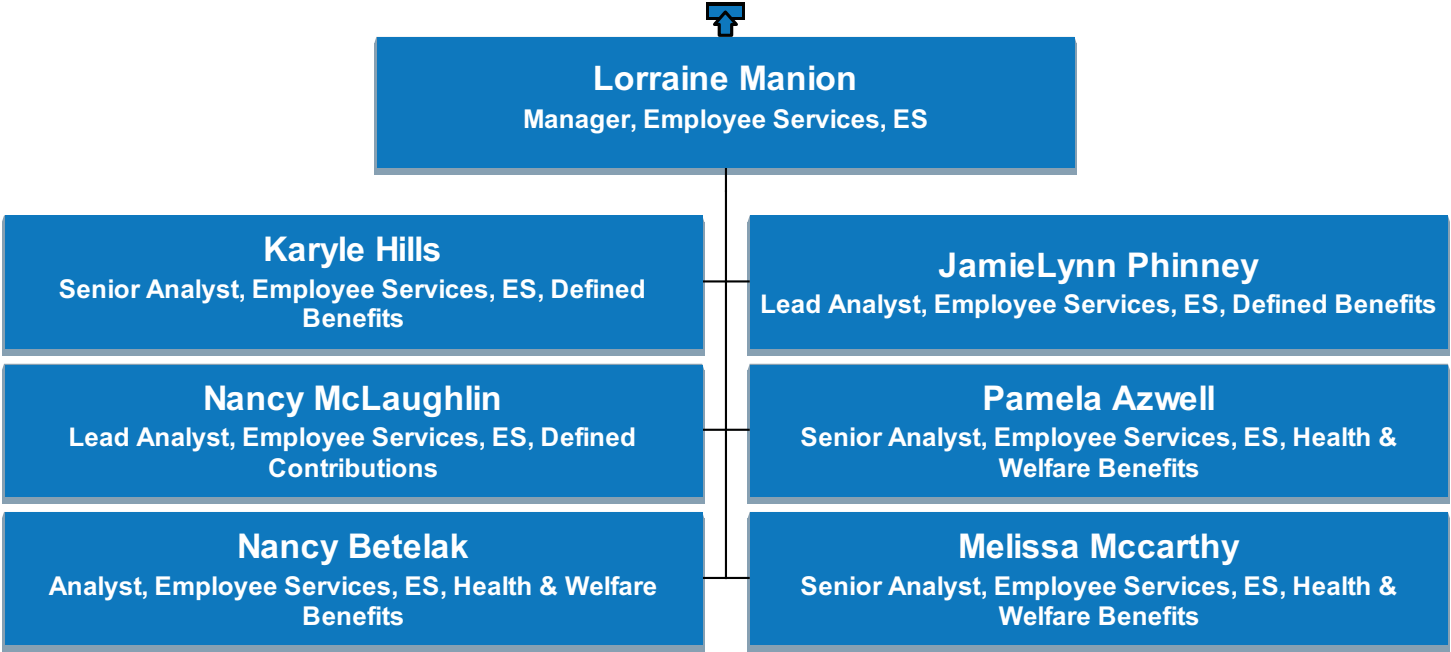 Lorraine Manion
Manager, Employee Services, ES
Karyle Hills
Senior Analyst, Employee Services, ES, Defined
Benefits
JamieLynn Phinney
Lead Analyst, Employee Services, ES, Defined Benefits
Nancy McLaughlin
Lead Analyst, Employee Services, ES, Defined
Contributions
Pamela Azwell
Senior Analyst, Employee Services, ES, Health &
Welfare Benefits
Nancy Betelak
Analyst, Employee Services, ES, Health & Welfare
Benefits
Melissa Mccarthy
Senior Analyst, Employee Services, ES, Health &
Welfare Benefits